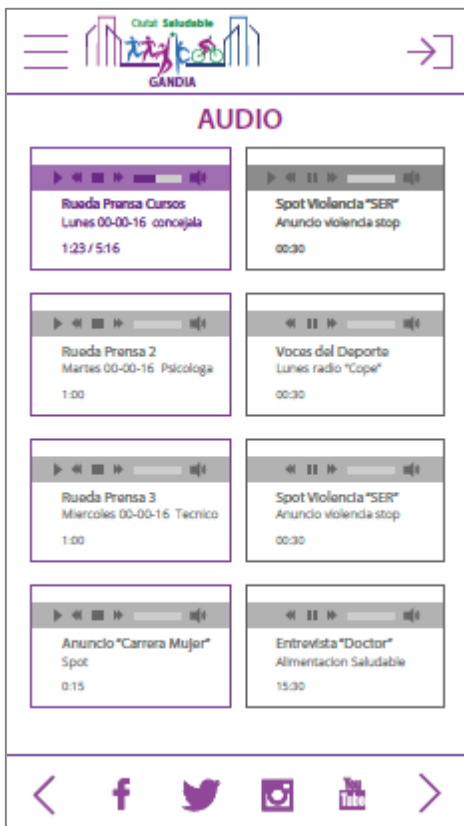 Ciutat Saludable
GANDIA
AUDIO
Rueda Prensa Cursos
Lunes 00-00-16 concejala
1:23 / 5:16
Spot Violencia "SER"
Anuncio violencia stop
00:30
Rueda Prensa 2
Martes 00-00-16 Psicologa
1:00
Voces del Deporte
Lunes radio "Cope"
00:30
Rueda Prensa 3
Miercoles 00-00-16 Tecnico
1:00
Spot Violencia "SER"
Anuncio violencia stop
00:30
Anuncio "Carrera Mujer"
Spot
0:15
Entrevista "Doctor"
Alimentacion Saludable
15:30
You
Tube